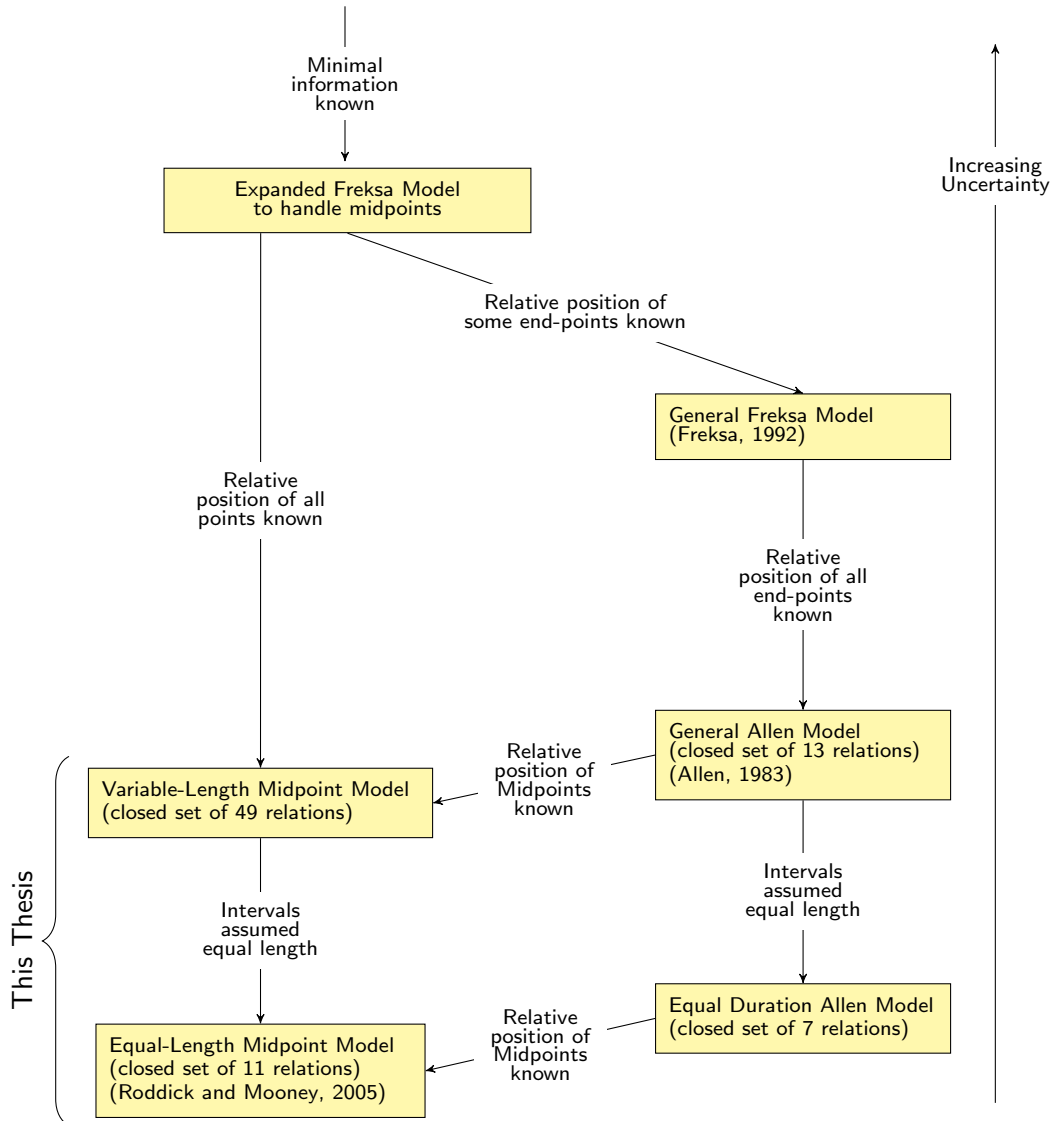 Minimal
information
known
Increasing
Uncertainty
Expanded Freksa Model
to handle midpoints
Relative position of
some end-points known
General Freksa Model
(Freksa, 1992)
Relative
position of all
points known
Relative
position of all
end-points
known
General Allen Model
(closed set of 13 relations)
(Allen, 1983)
Relative
position of
Midpoints
known
Variable-Length Midpoint Model
(closed set of 49 relations)
This Thesis
Intervals
assumed
equal length
Intervals
assumed
equal length
Equal Duration Allen Model
(closed set of 7 relations)
Relative
position of
Midpoints
known
Equal-Length Midpoint Model
(closed set of 11 relations)
(Roddick and Mooney, 2005)